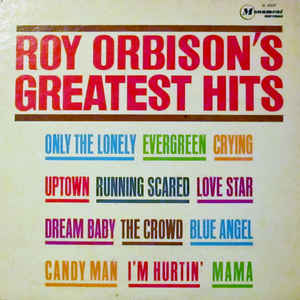 Monument
ROY ORBISON'S
GREATEST HITS
ONLY THE LONELY EVERGREEN CRYING
UPTOWN RUNNING SCARED LOVE STAR
DREAM BABY THE CROWD BLUE ANGEL
CANDY MAN I'M HURTIN' MAMA